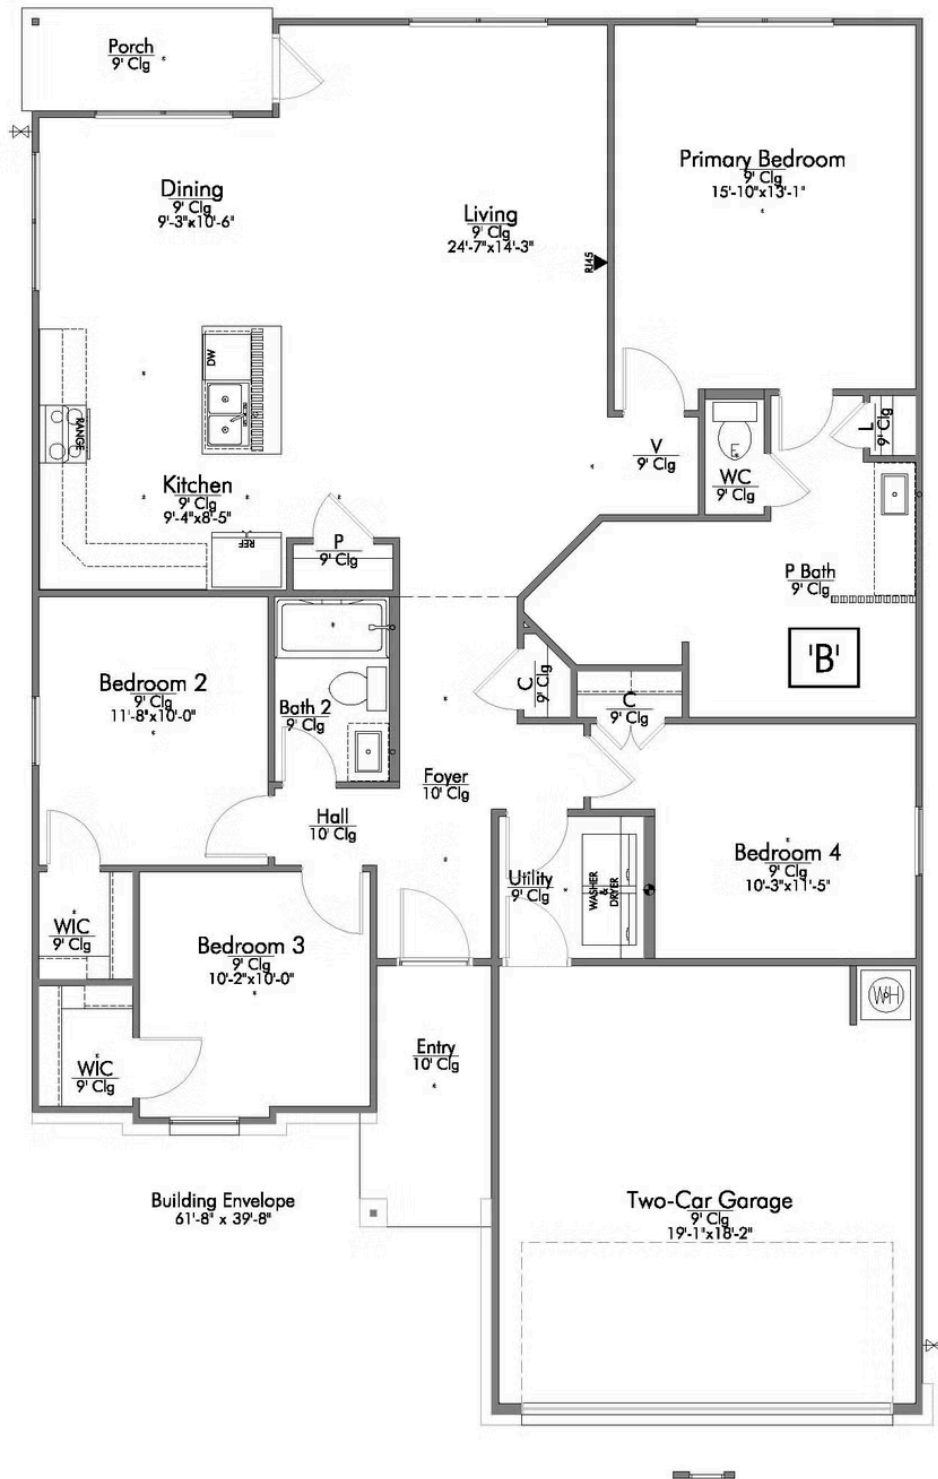 Porch
9' Clg
Dining
9' Clg
9'-3"x10'-6"
Living
9' Clg
24'-7"x14'-3"
Primary Bedroom
9' Clg
15'-10"x13'-1"
RJ45
DW
RANGE
Kitchen
9' Clg
9'-4"x8'-5"
REF
P
9' Clg
V
9' Clg
WC
9' Clg
L
9' Clg
P Bath
9' Clg
'B'
Bedroom 2
9' Clg
11'-8"x10'-0"
Bath 2
9' Clg
C
9' Clg
C
9' Clg
Foyer
10' Clg
Hall
10' Clg
Utility
9' Clg
WASHER
&
DRYER
Bedroom 4
9' Clg
10'-3"x11'-5"
WIC
9' Clg
Bedroom 3
9' Clg
10'-2"x10'-0"
WH
WIC
9' Clg
Entry
10' Clg
Building Envelope
61'-8" x 39'-8"
Two-Car Garage
9' Clg
19'-1"x18'-2"